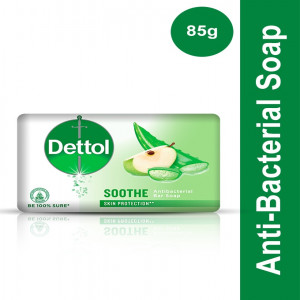 85g
Anti-Bacterial Soap
Dettol
SOOTHE
Antibacterial
Bar Soap
SKIN PROTECTION**
BE 100% SURE*